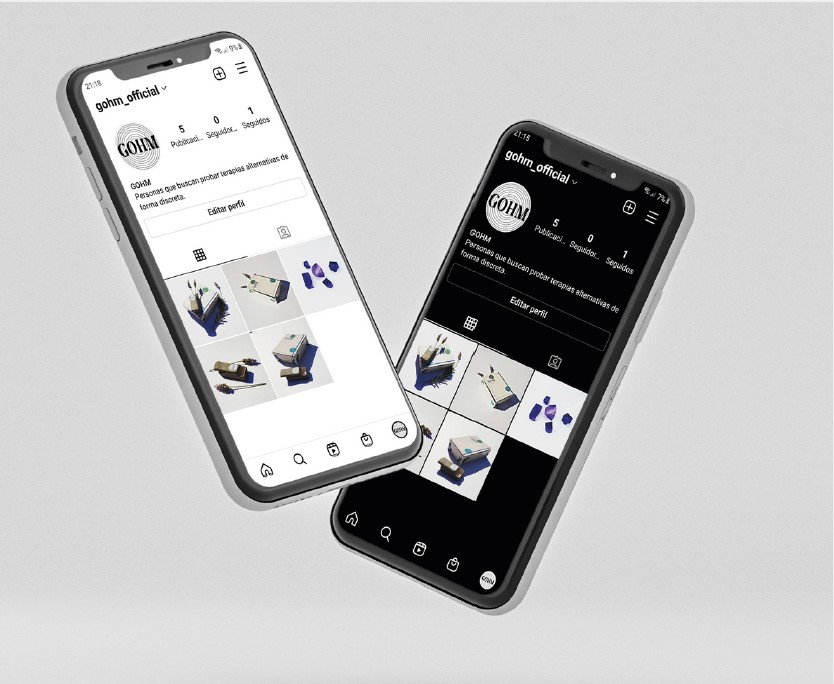 21:18
9%
gohm_official
GOHM
5
0
1
Publicaci...
Seguidor...
Seguidos
GOHM
Personas que buscan probar terapias alternativas de
forma discreta.
Editar perfil
GOHM
21:15
7%
gohm_official
GOHM
5
0
1
Publicaci...
Seguidor...
Seguidos
GOHM
Personas que buscan probar terapias alternativas de
forma discreta.
Editar perfil
GOHM